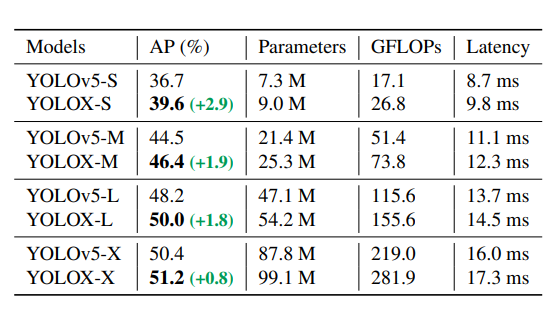 Models AP (%) Parameters GFLOPs Latency
YOLOv5-S 36.7 7.3 M 17.1 8.7 ms
YOLOX-S 39.6 (+2.9) 9.0 M 26.8 9.8 ms
YOLOv5-M 44.5 21.4 M 51.4 11.1 ms
YOLOX-M 46.4 (+1.9) 25.3 M 73.8 12.3 ms
YOLOv5-L 48.2 47.1 M 115.6 13.7 ms
YOLOX-L 50.0 (+1.8) 54.2 M 155.6 14.5 ms
YOLOv5-X 50.4 87.8 M 219.0 16.0 ms
YOLOX-X 51.2 (+0.8) 99.1 M 281.9 17.3 ms